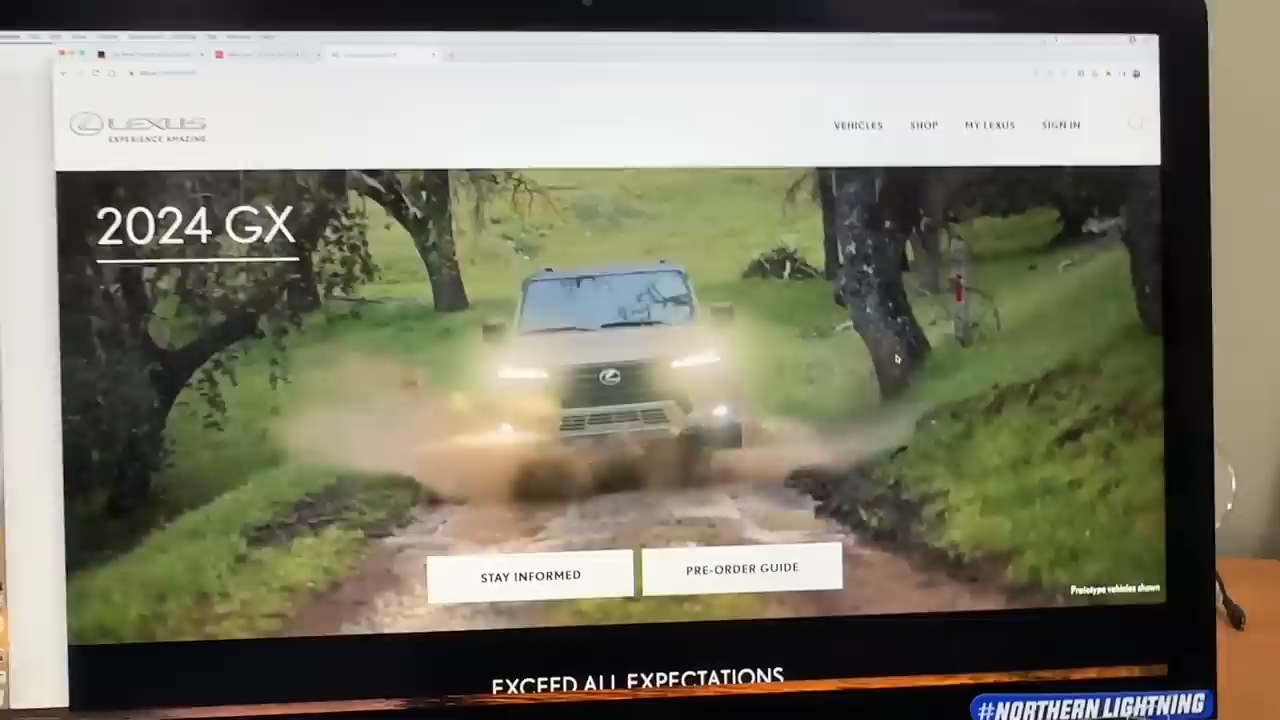 LEXUS
EXPERIENCE AMAZING
VEHICLES SHOP MY LEXUS SIGN IN
2024 GX
STAY INFORMED PRE-ORDER GUIDE
Prototype vehicles shown
EXCEED ALL EXPECTATIONS
#NORTHERN LIGHTNING